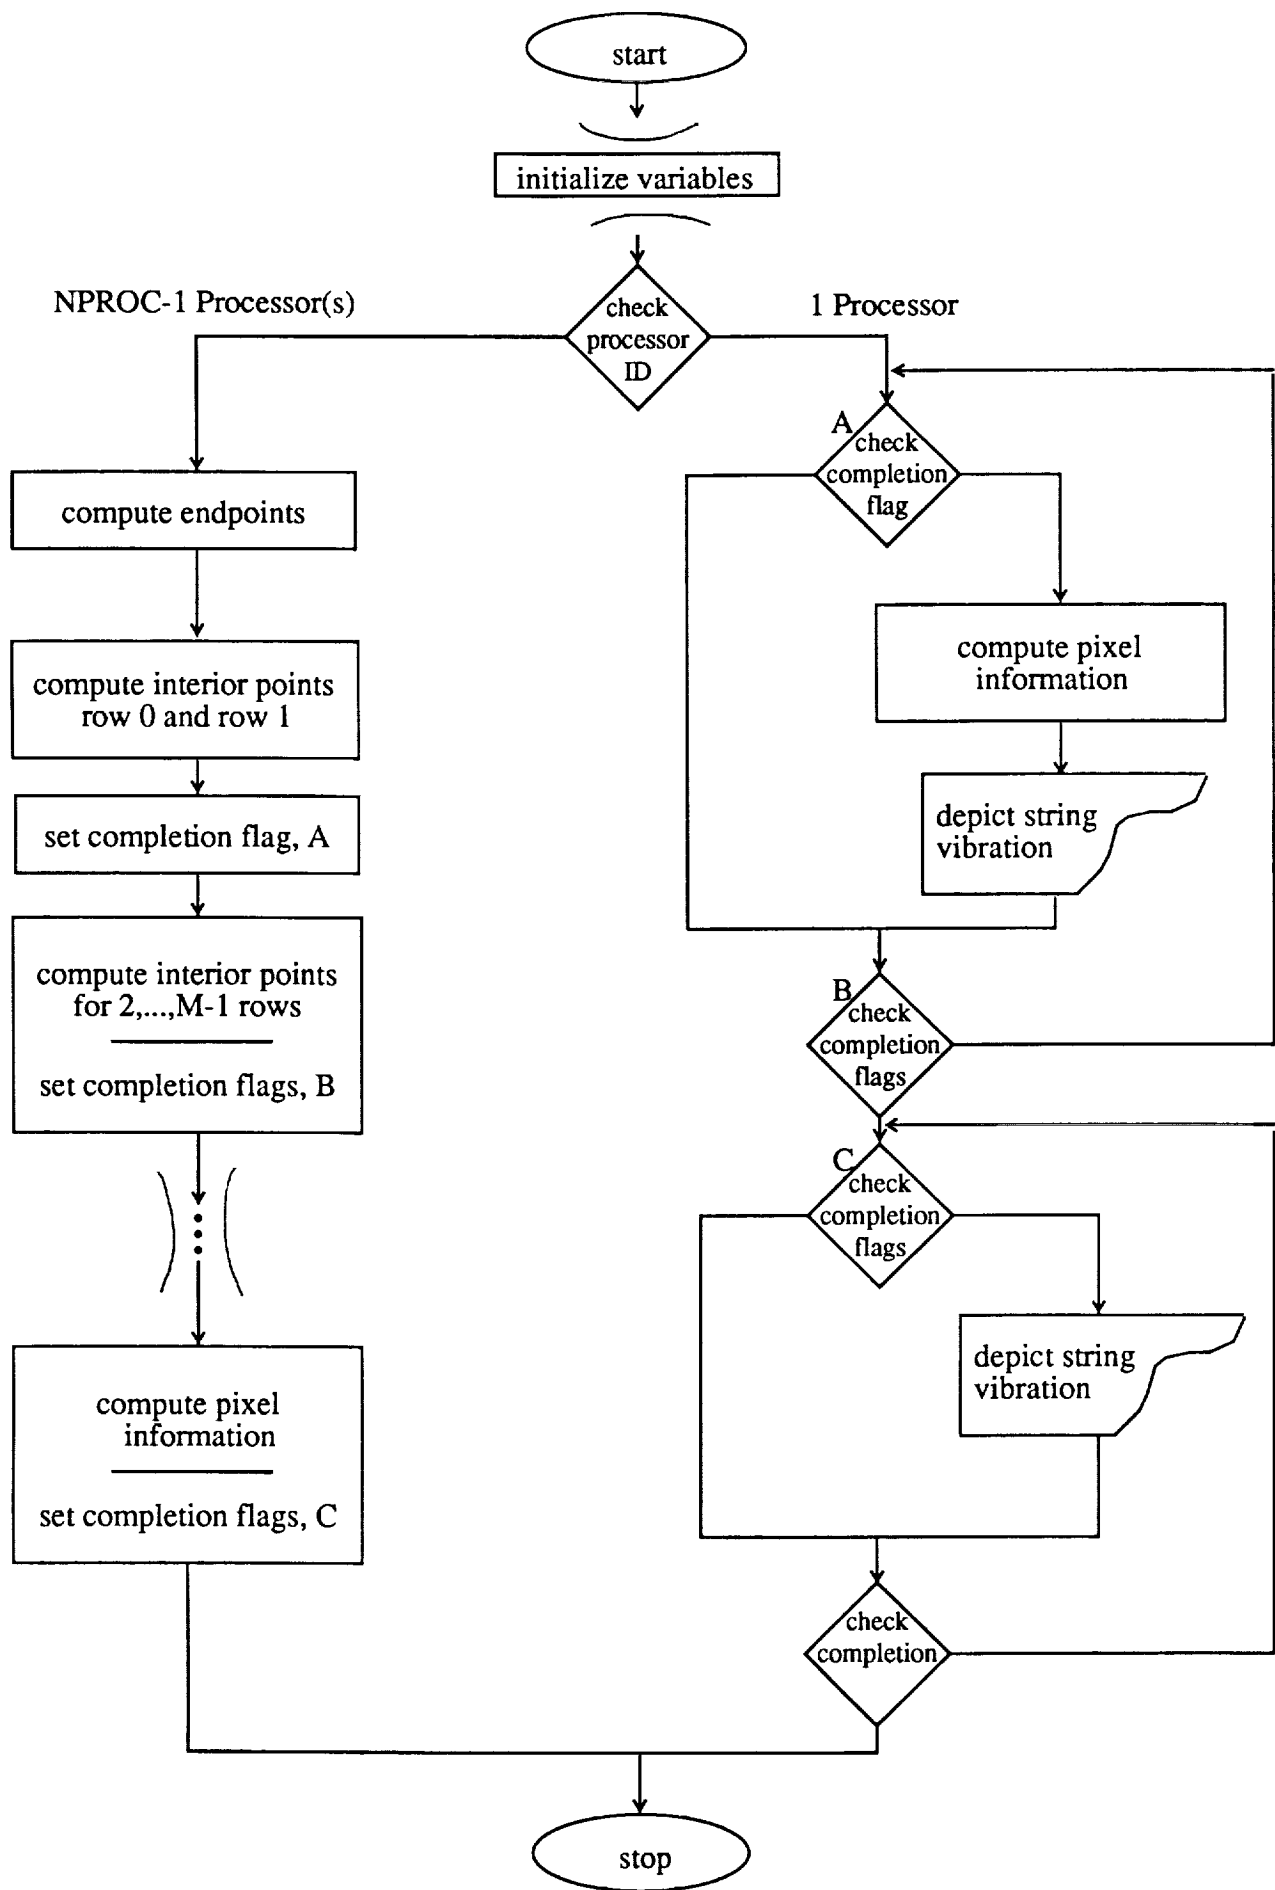 start
initialize variables
NPROC-1 Processor(s)
check
processor
ID
1 Processor
compute endpoints
compute interior points
row 0 and row 1
set completion flag, A
compute interior points
for 2,...,M-1 rows
set completion flags, B
compute pixel
information
set completion flags, C
A
check
completion
flag
compute pixel
information
depict string
vibration
B
check
completion
flags
C
check
completion
flags
depict string
vibration
check
completion
stop